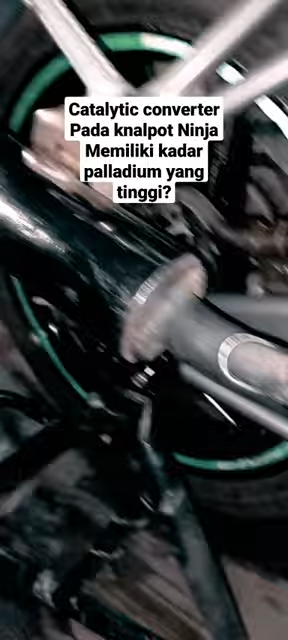 Catalytic converter
Pada knalpot Ninja
Memiliki kadar
palladium yang
tinggi?